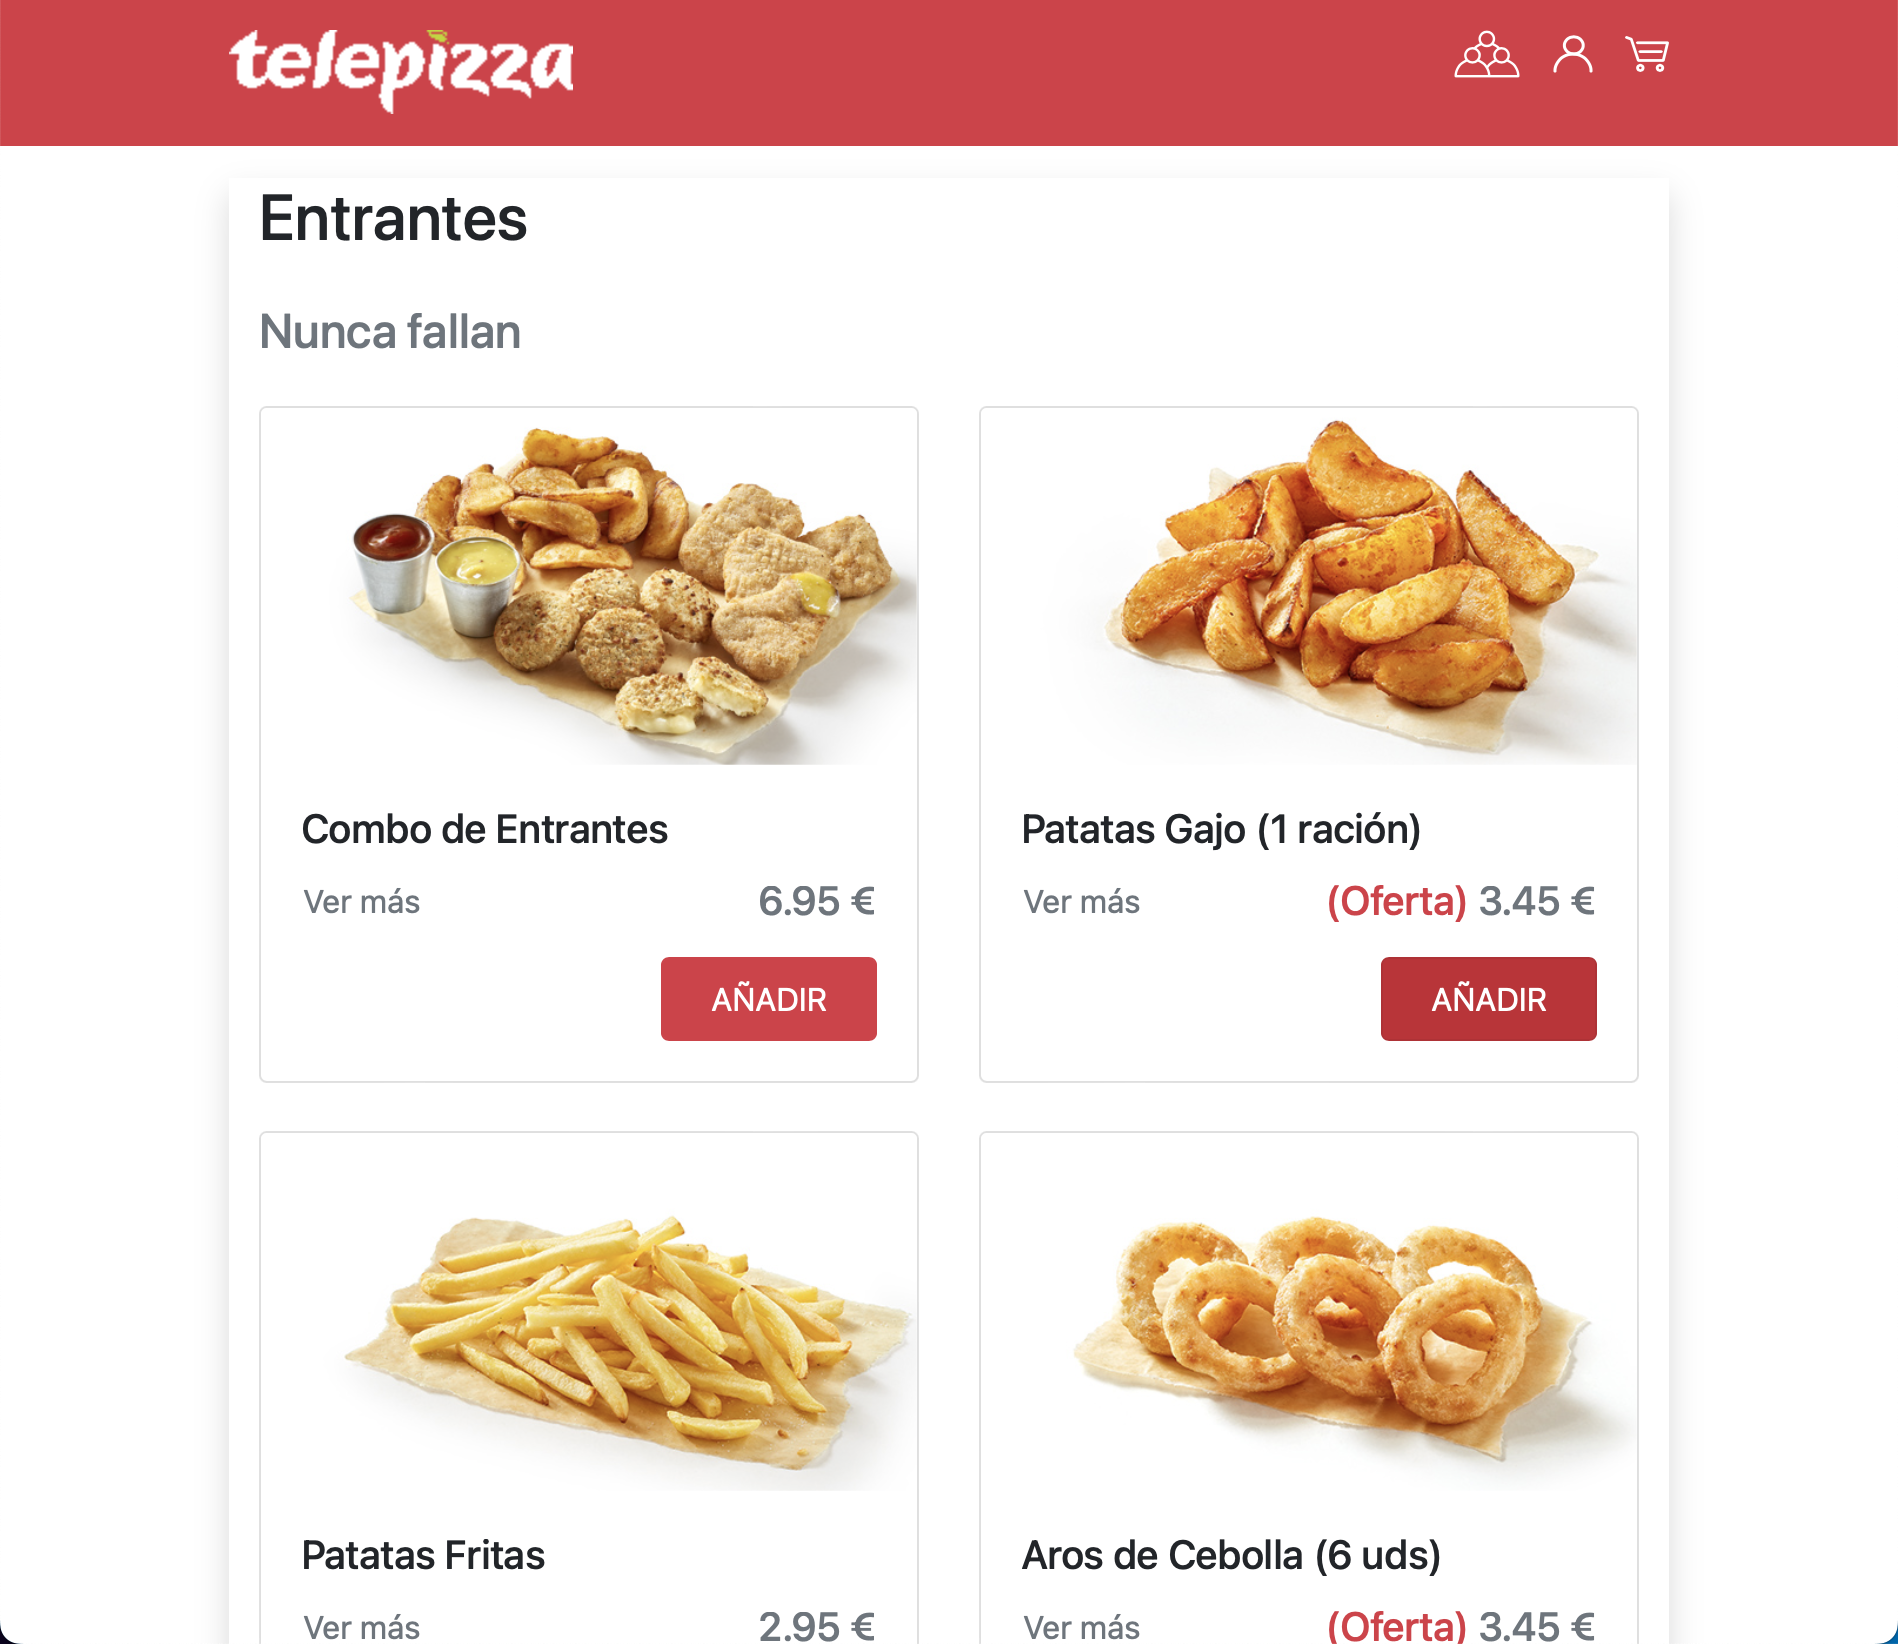 telepizza
Entrantes
Nunca fallan
Combo de Entrantes
Ver más 6.95 €
AÑADIR
Patatas Gajo (1 ración)
Ver más (Oferta) 3.45 €
AÑADIR
Patatas Fritas
Ver más 2.95 €
Aros de Cebolla (6 uds)
Ver más (Oferta) 3.45 €